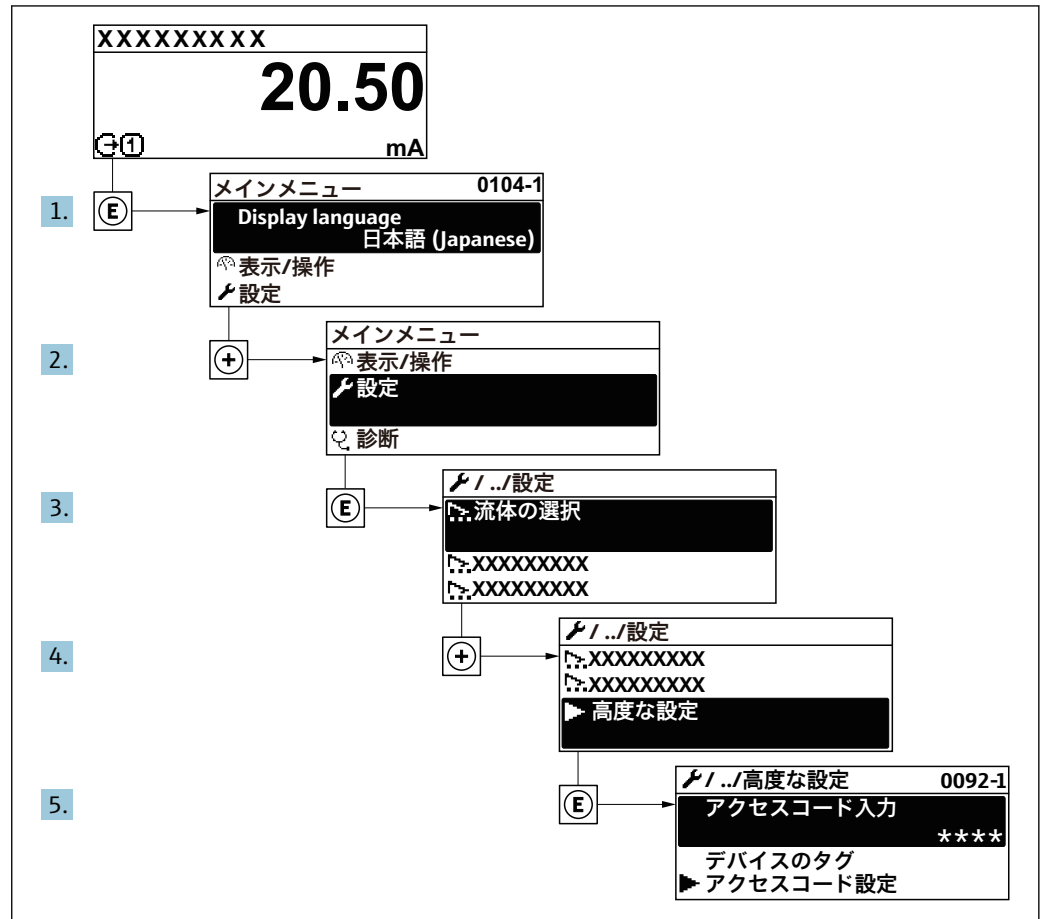 XXXXXXXXX
20.50
mA
1
1.
E
メインメニュー 0104-1
Display language
日本語 (Japanese)
表示/操作
設定
2.
+
メインメニュー
表示/操作
設定
診断
3.
E
/ ../設定
流体の選択
XXXXXXXXX
XXXXXXXXX
4.
+
/ ../設定
XXXXXXXXX
XXXXXXXXX
高度な設定
5.
E
/ ../高度な設定 0092-1
アクセスコード入力
****
デバイスのタグ
アクセスコード設定